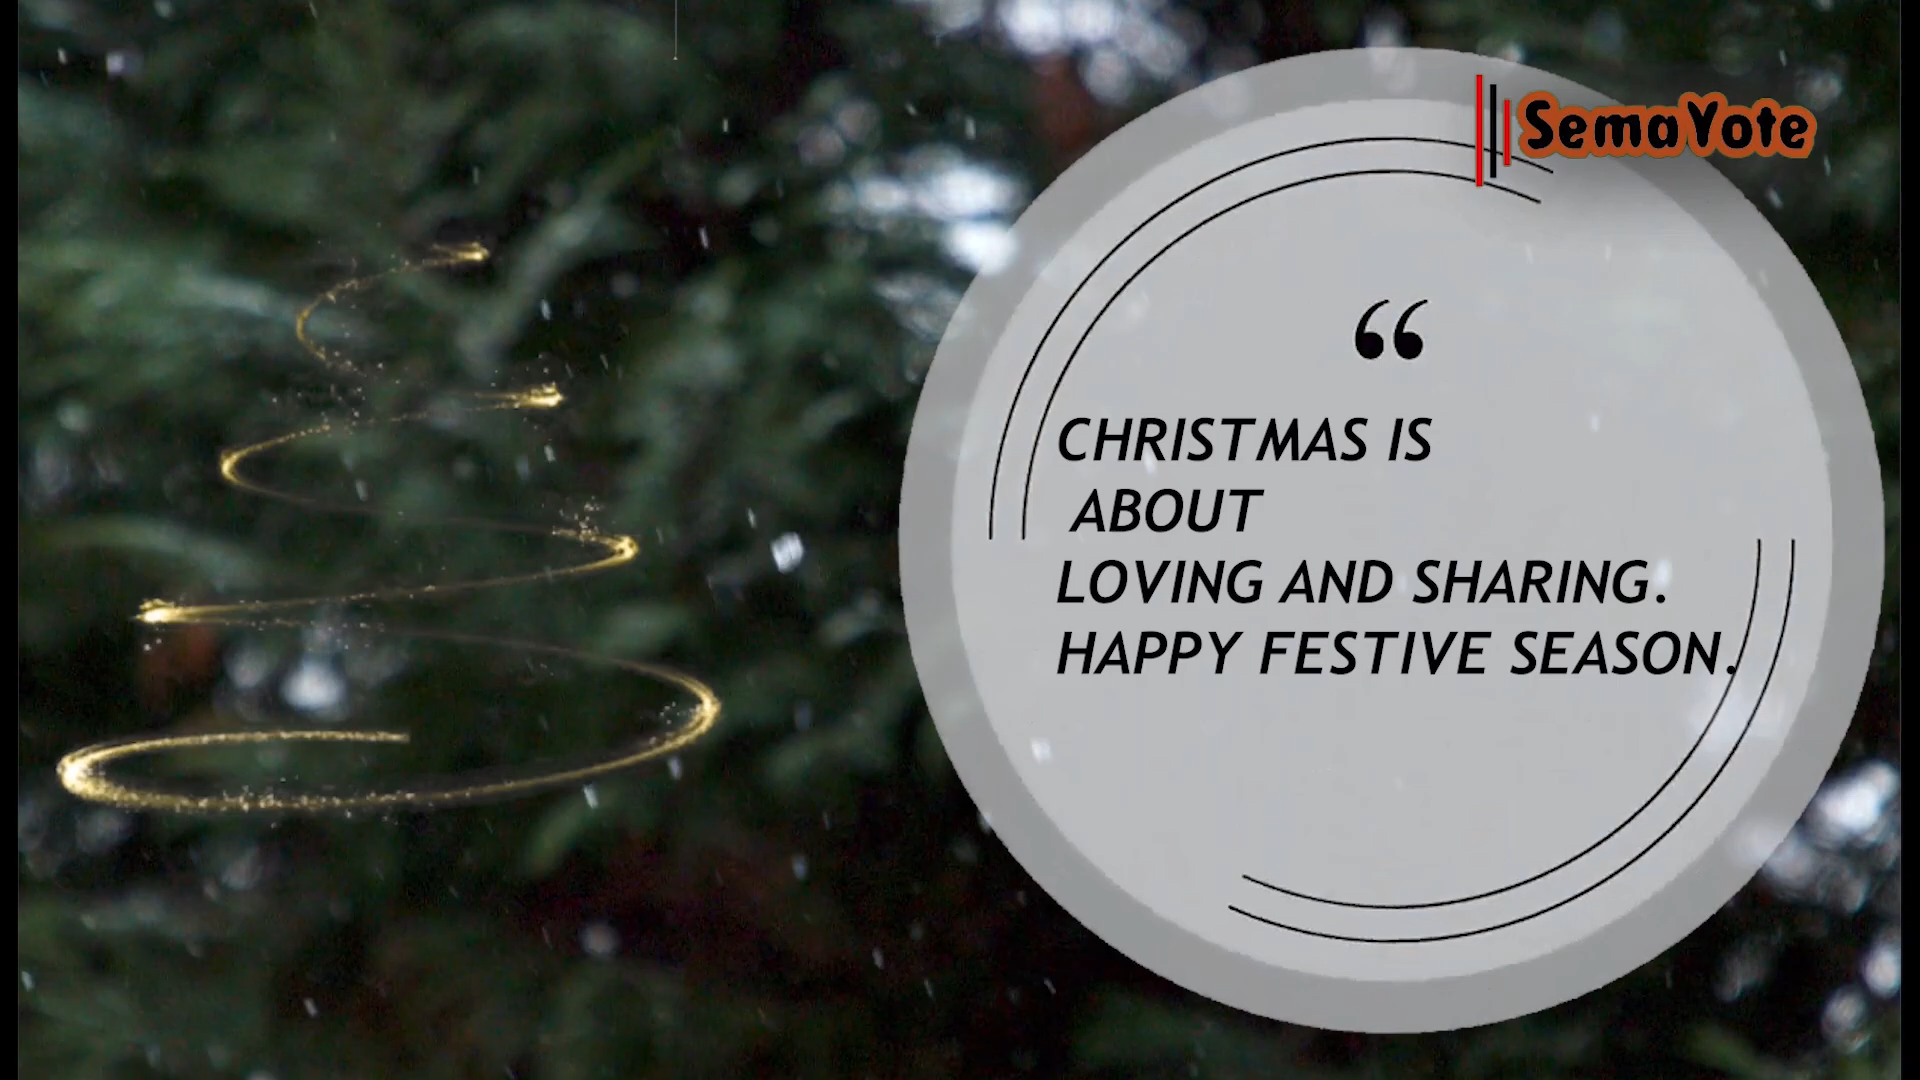 SemaYote
“
CHRISTMAS IS
ABOUT
LOVING AND SHARING.
HAPPY FESTIVE SEASON.